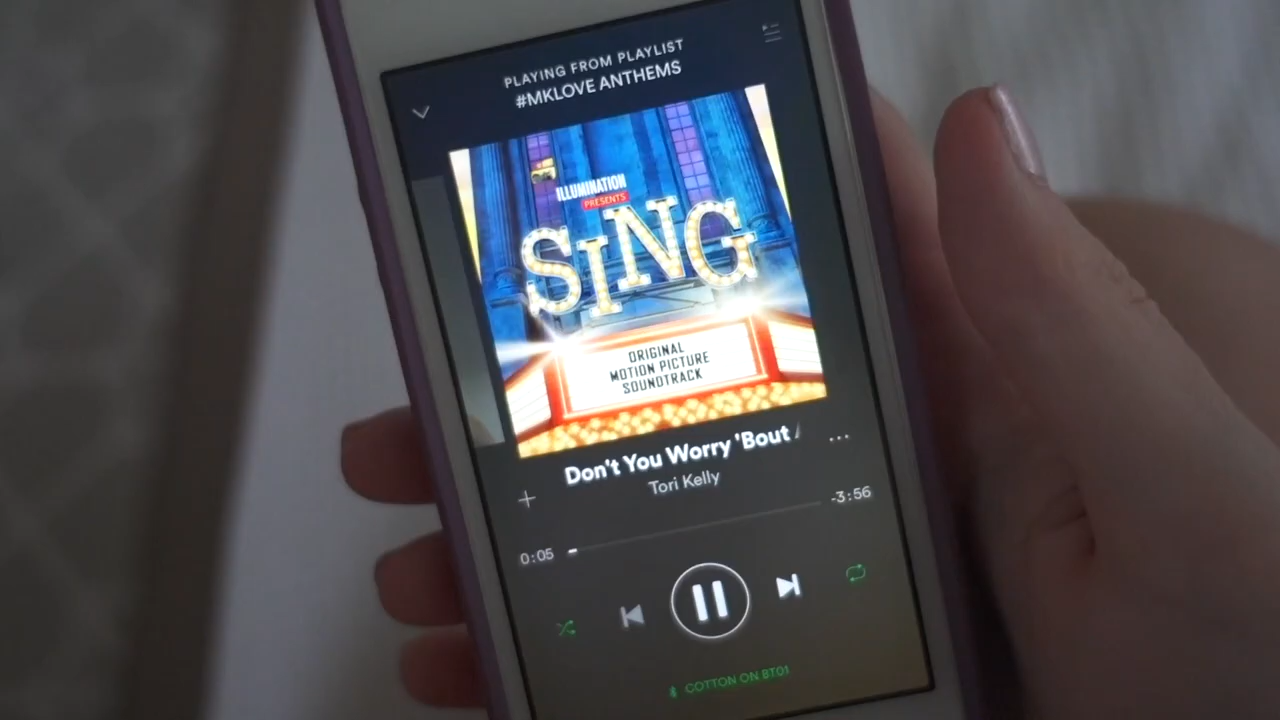 PLAYING FROM PLAYLIST
#MKLOVE ANTHEMS
ILLUMINATION
PRESENTS
SING
ORIGINAL
MOTION PICTURE
SOUNDTRACK
Don't You Worry 'Bout
Tori Kelly
0:05
-3:56
COTTON ON BT01